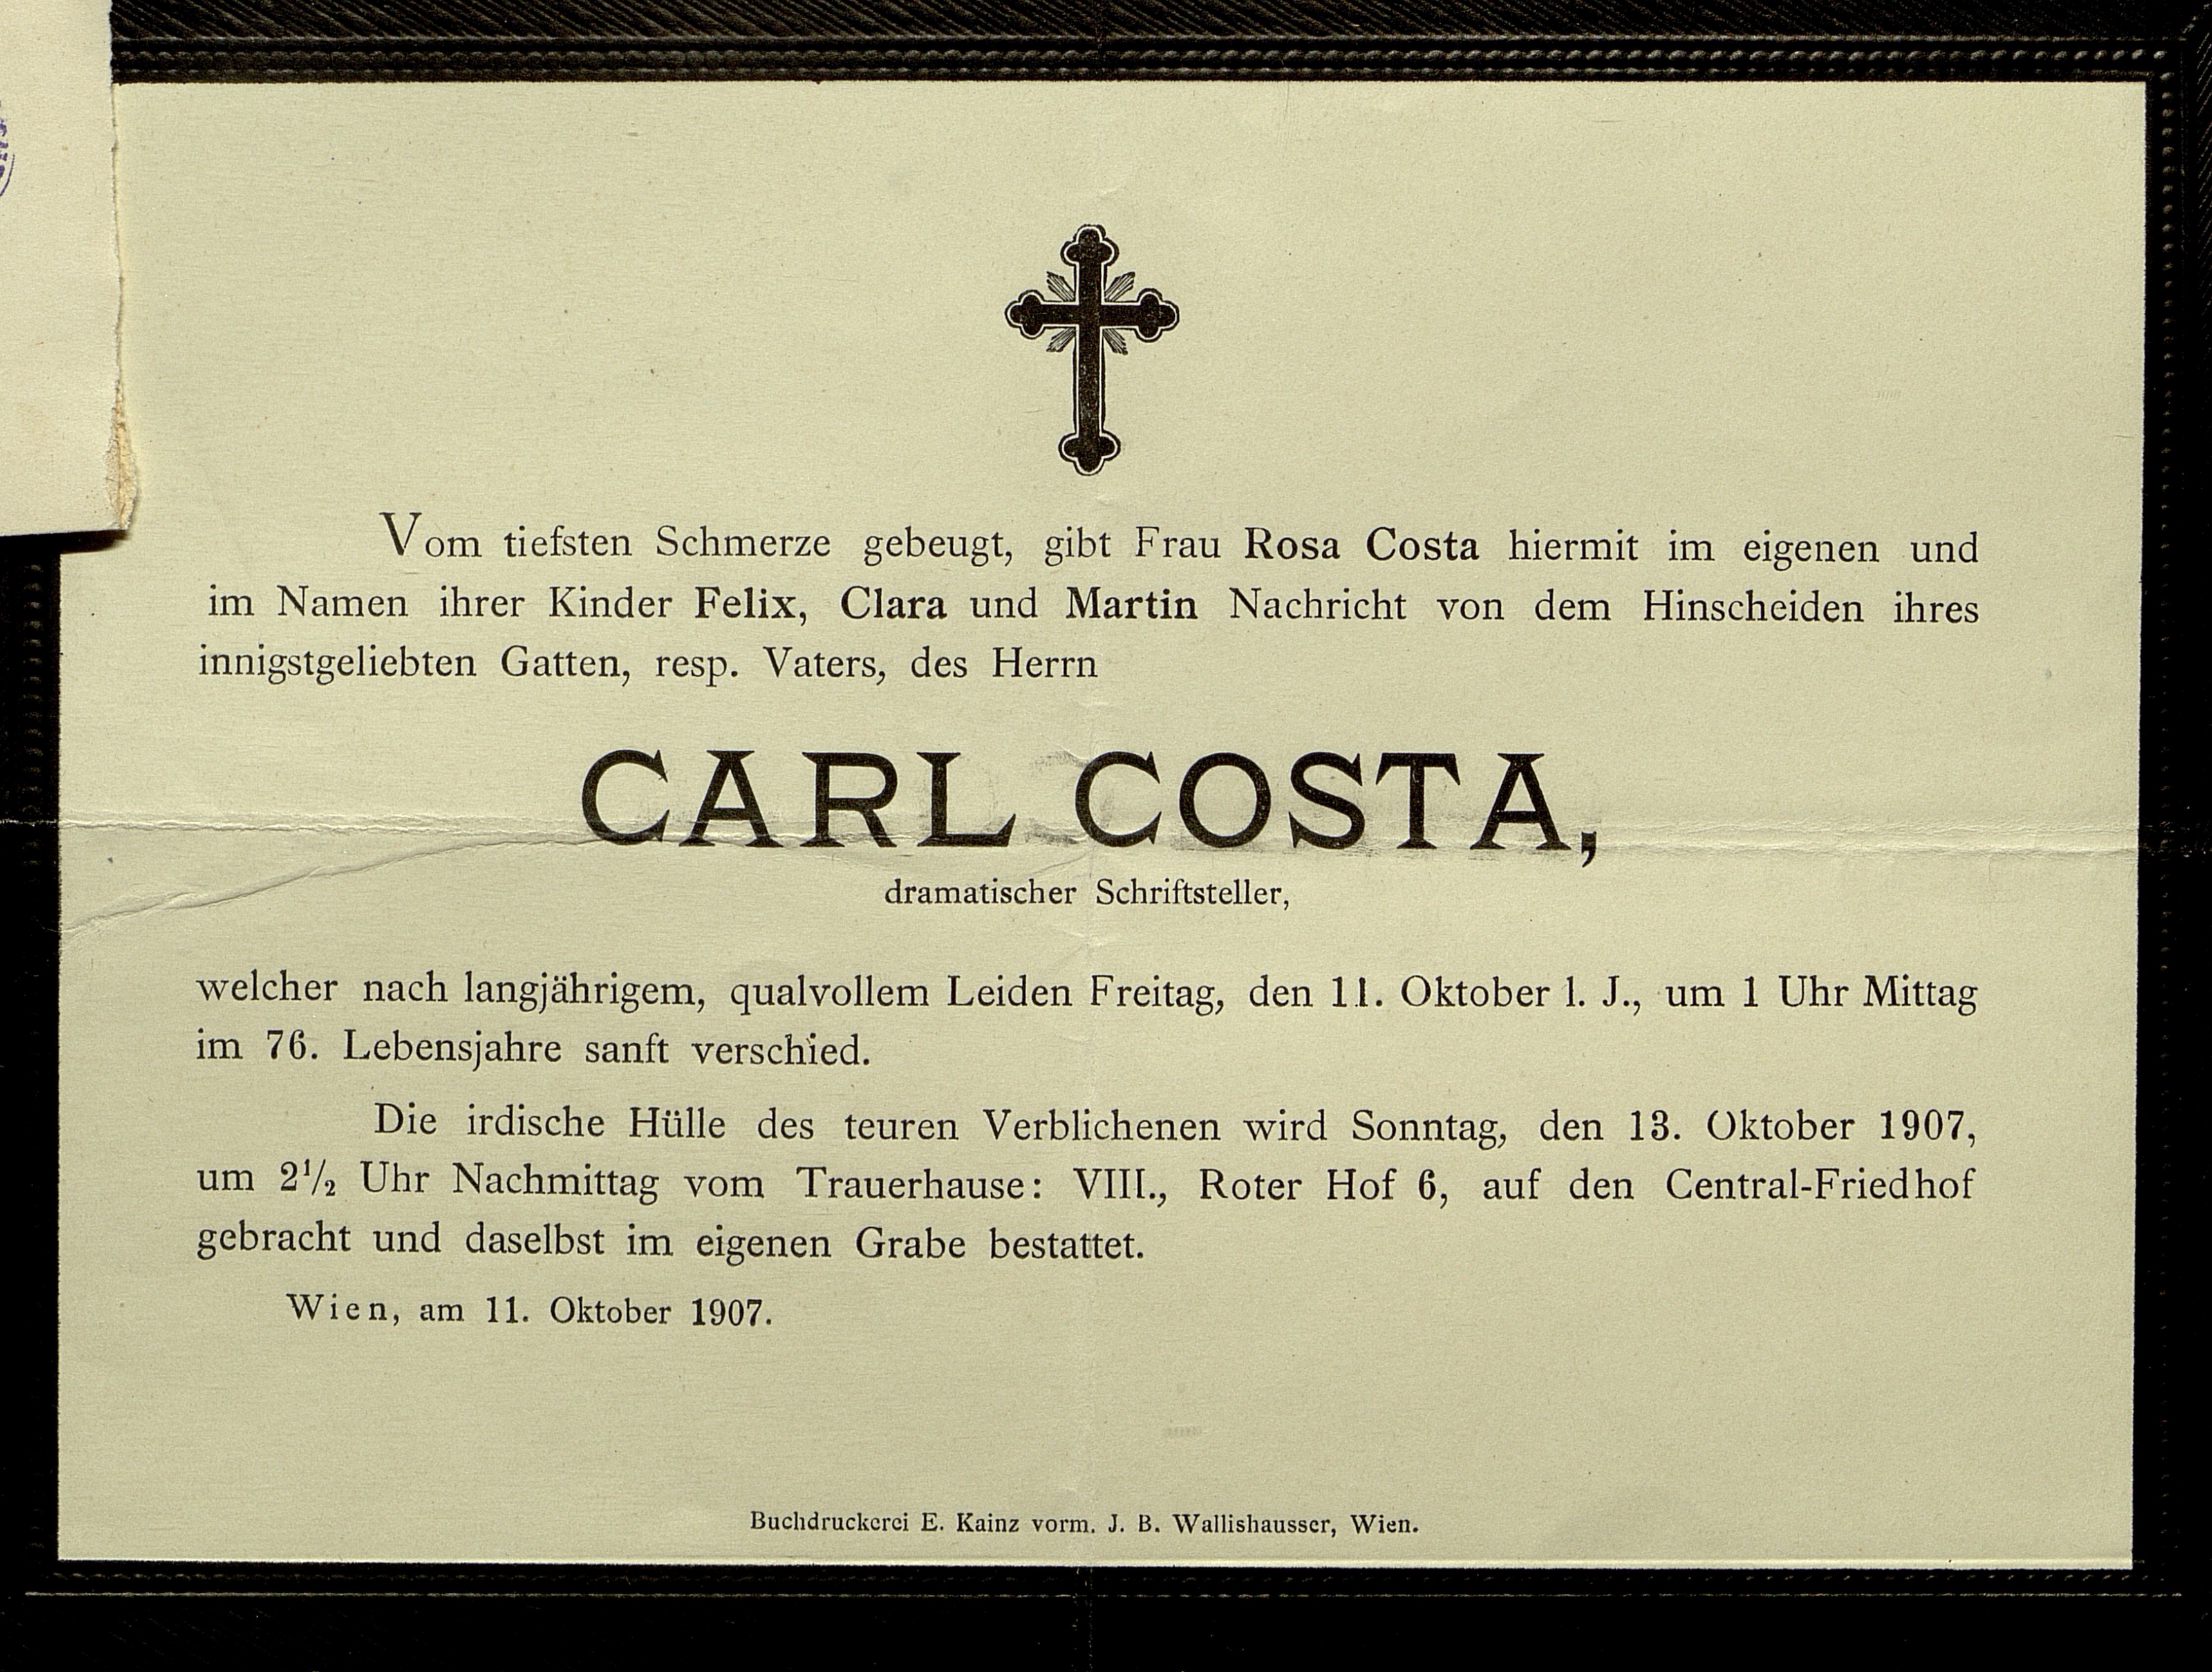 Vom tiefsten Schmerze gebeugt, gibt Frau Rosa Costa hiermit im eigenen und
im Namen ihrer Kinder Felix, Clara und Martin Nachricht von dem Hinscheiden ihres
innigstgeliebten Gatten, resp. Vaters, des Herrn
CARL COSTA,
dramatischer Schriftsteller,
welcher nach langjährigem, qualvollem Leiden Freitag, den 11. Oktober l. J., um 1 Uhr Mittag
im 76. Lebensjahre sanft verschied.
Die irdische Hülle des teuren Verblichenen wird Sonntag, den 13. Oktober 1907,
um 2½ Uhr Nachmittag vom Trauerhause: VIII., Roter Hof 6, auf den Central-Friedhof
gebracht und daselbst im eigenen Grabe bestattet.
Wien, am 11. Oktober 1907.
Buchdruckerei E. Kainz vorm. J. B. Wallishausser, Wien.